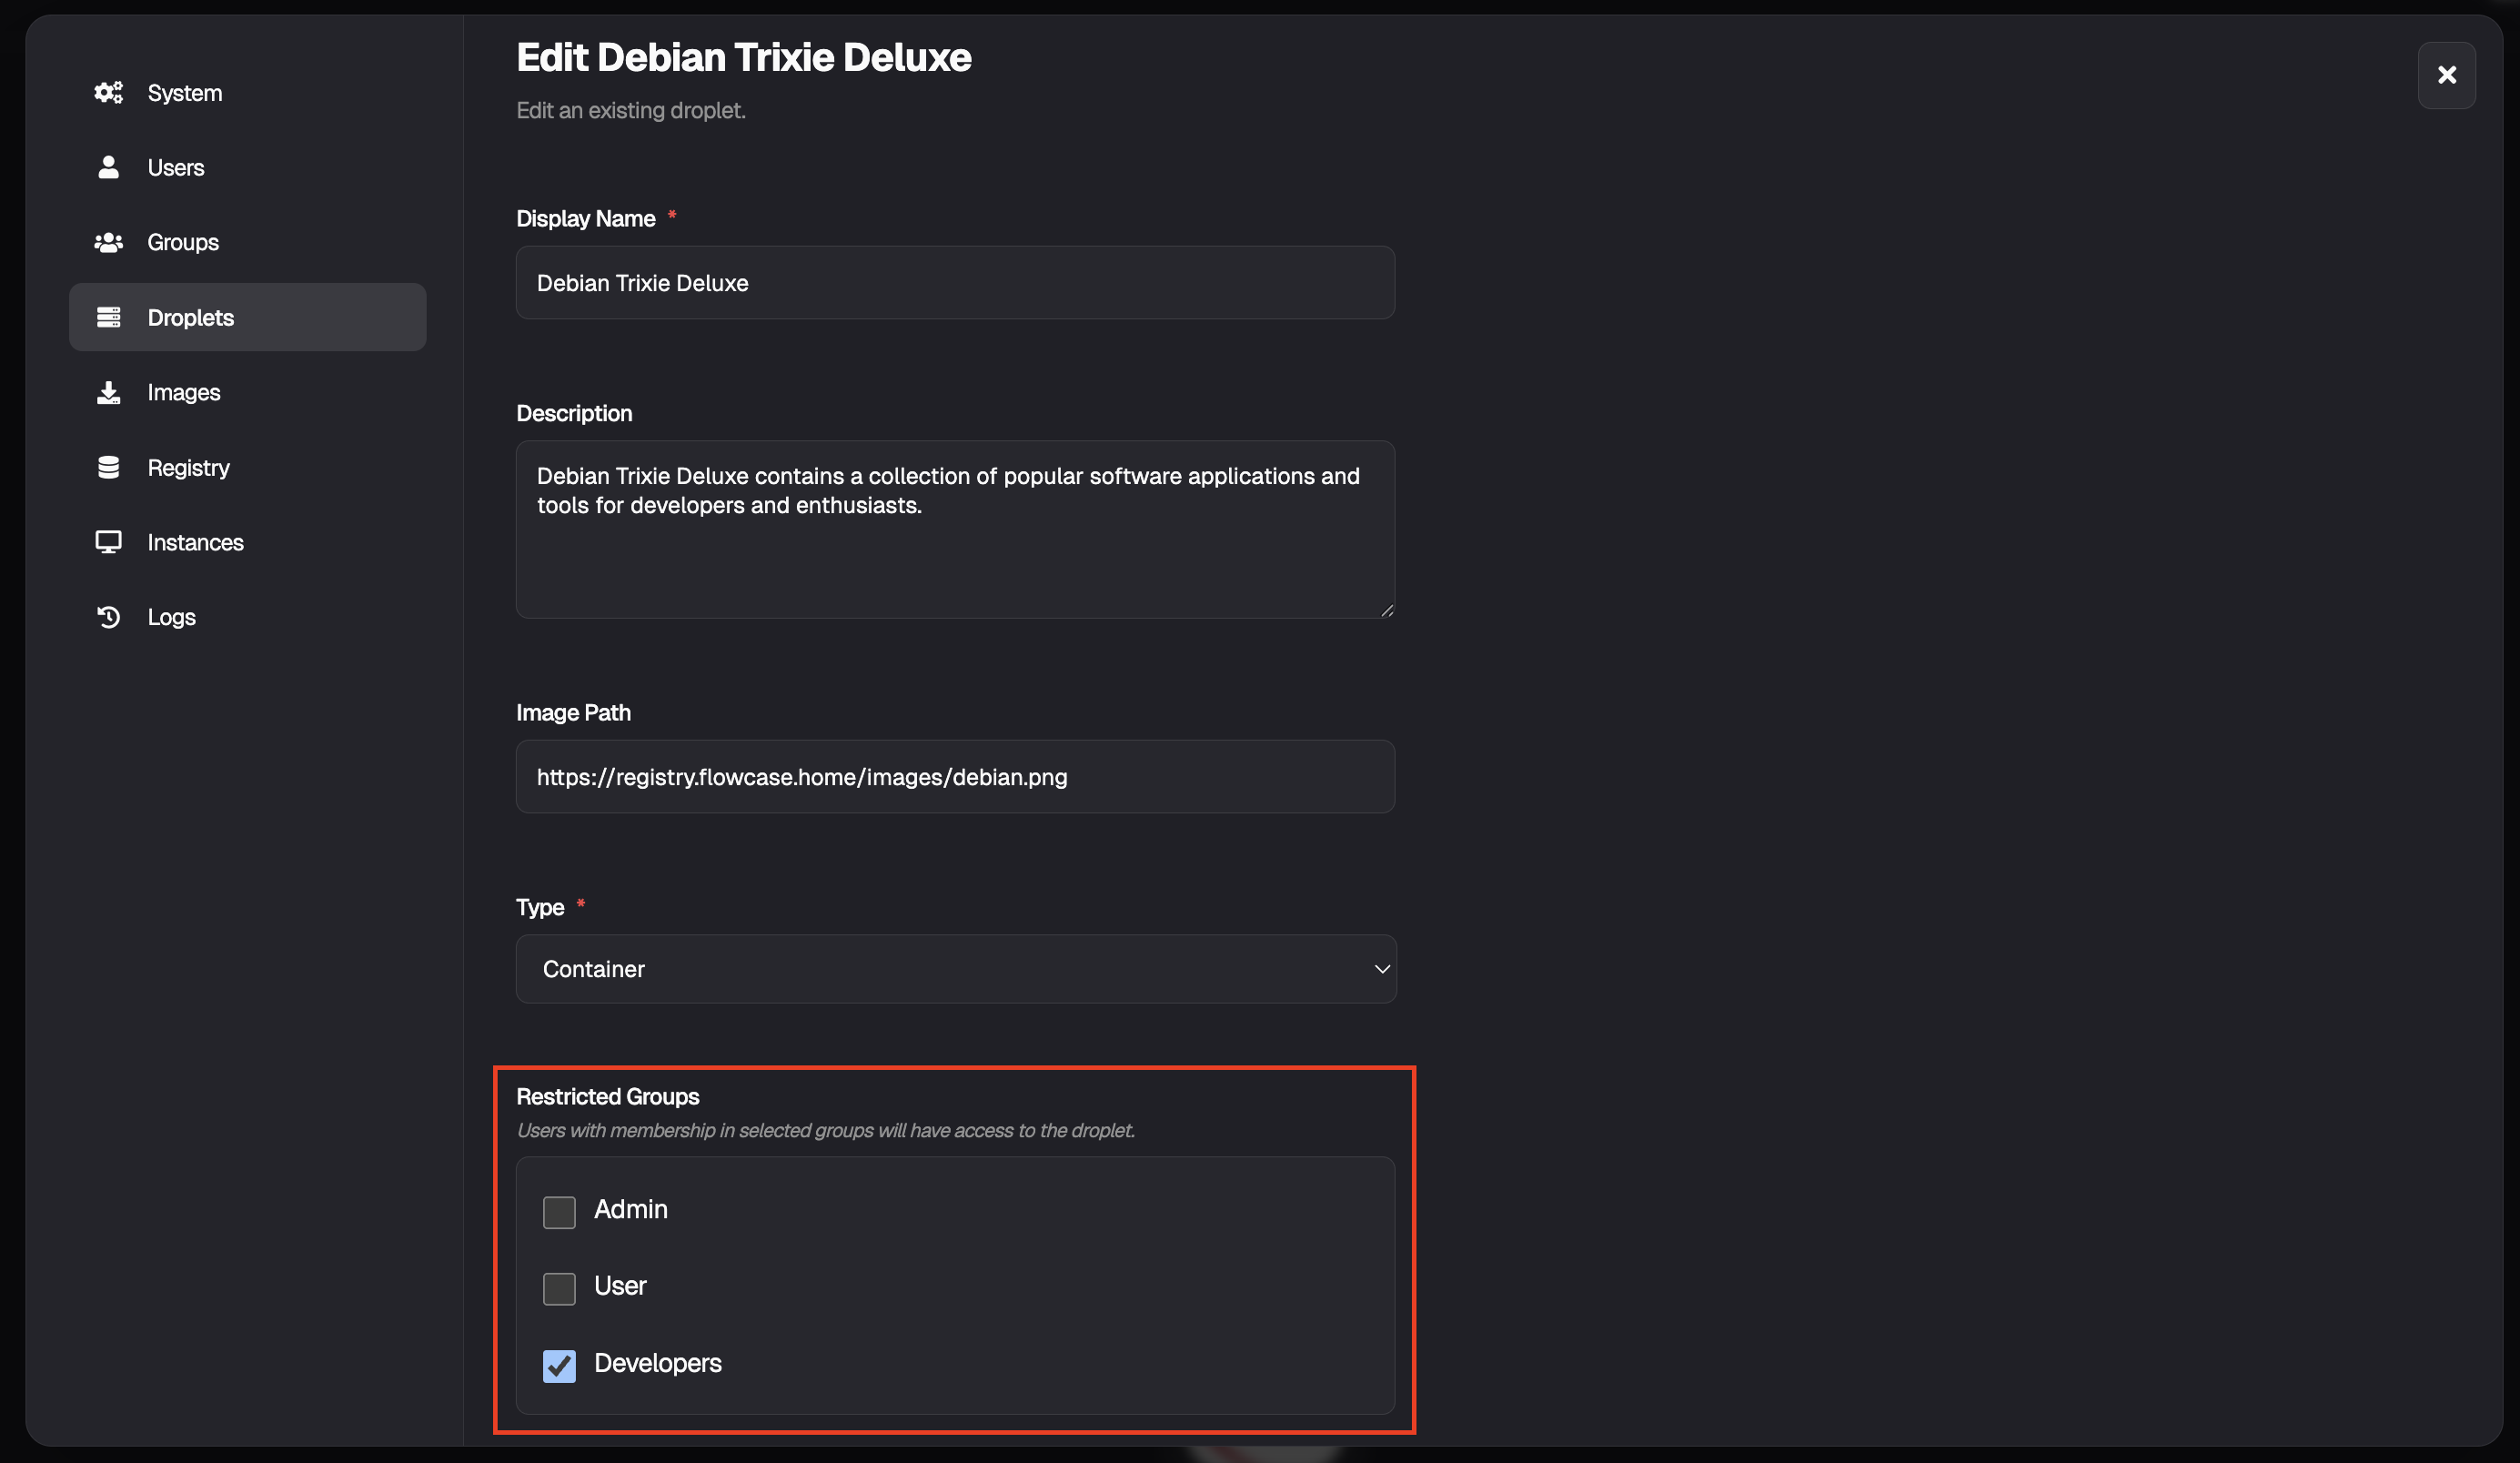 System
Users
Groups
Droplets
Images
Registry
Instances
Logs
Edit Debian Trixie Deluxe
Edit an existing droplet.
Display Name *
Debian Trixie Deluxe
Description
Debian Trixie Deluxe contains a collection of popular software applications and
tools for developers and enthusiasts.
Image Path
https://registry.flowcase.home/images/debian.png
Type *
Container
Restricted Groups
Users with membership in selected groups will have access to the droplet.
Admin
User
Developers